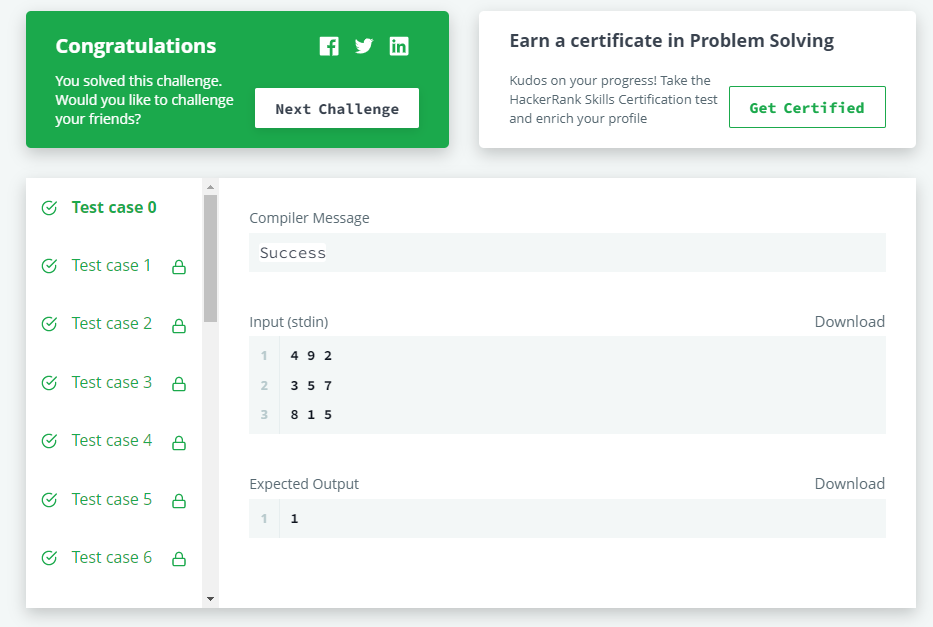 Congratulations
You solved this challenge.
Would you like to challenge
your friends?
Next Challenge
Earn a certificate in Problem Solving
Kudos on your progress! Take the
HackerRank Skills Certification test
and enrich your profile
Get Certified
Test case 0
Test case 1
Test case 2
Test case 3
Test case 4
Test case 5
Test case 6
Compiler Message
Success
Input (stdin)
Download
1 4 9 2
2 3 5 7
3 8 1 5
Expected Output
Download
1 1